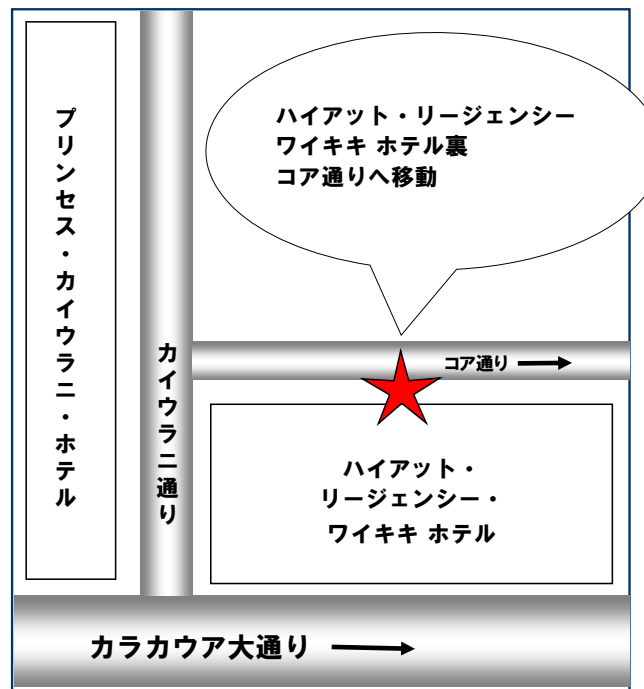 プリンセス・カイウラニ・ホテル
カイウラニ通り
ハイアット・リージェンシー
ワイキキ ホテル裏
コア通りへ移動
コア通り
ハイアット・
リージェンシー・
ワイキキ ホテル
カラカウア大通り